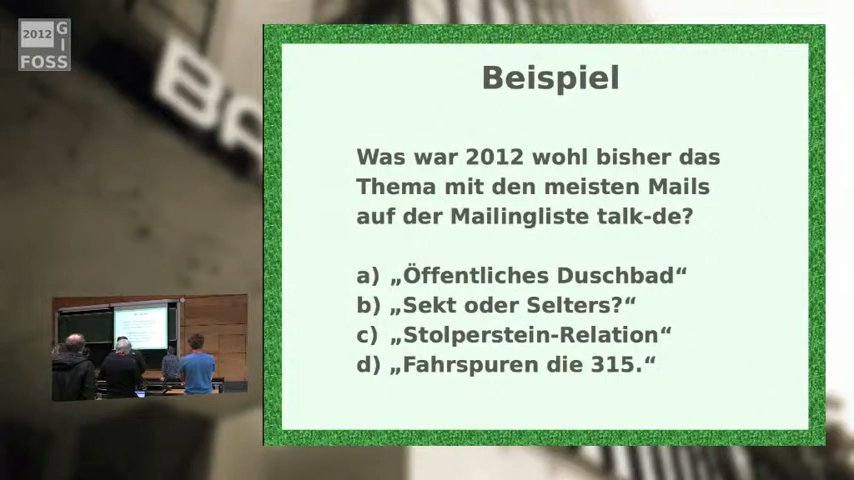 2012
G
I
FOSS
BA
Beispiel
Was war 2012 wohl bisher das
Thema mit den meisten Mails
auf der Mailingliste talk-de?
a) „Öffentliches Duschbad“
b) „Sekt oder Selters?“
c) „Stolperstein-Relation“
d) „Fahrspuren die 315.“